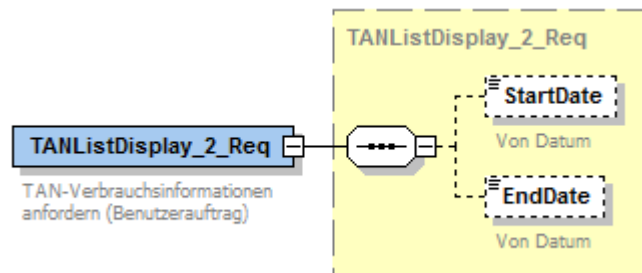 TANListDisplay_2_Req
StartDate
Von Datum
TANListDisplay_2_Req
TAN-Verbrauchsinformationen
anfordern (Benutzerauftrag)
EndDate
Von Datum